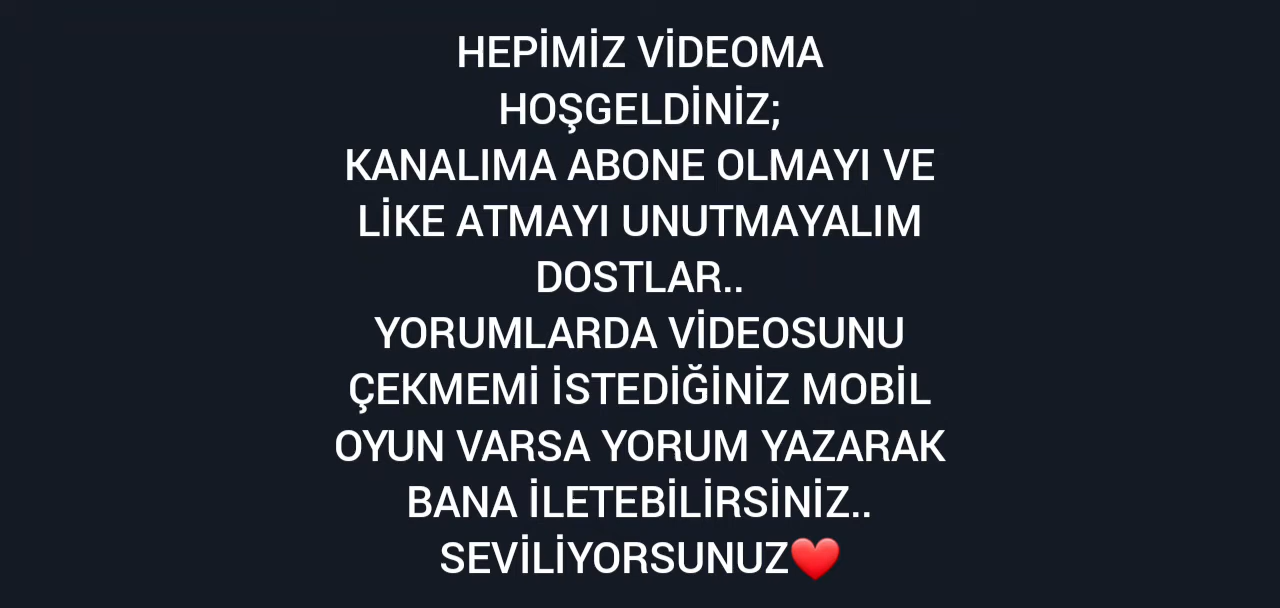 HEPİMİZ VİDEOMA
HOŞGELDİNİZ;
KANALIMA ABONE OLMAYI VE
LİKE ATMAYI UNUTMAYALIM
DOSTLAR..
YORUMLARDA VİDEOSUNU
ÇEKMEMİ İSTEDİĞİNİZ MOBİL
OYUN VARSA YORUM YAZARAK
BANA İLETEBİLİRSİNİZ..
SEVİLİYORSUNUZ❤️